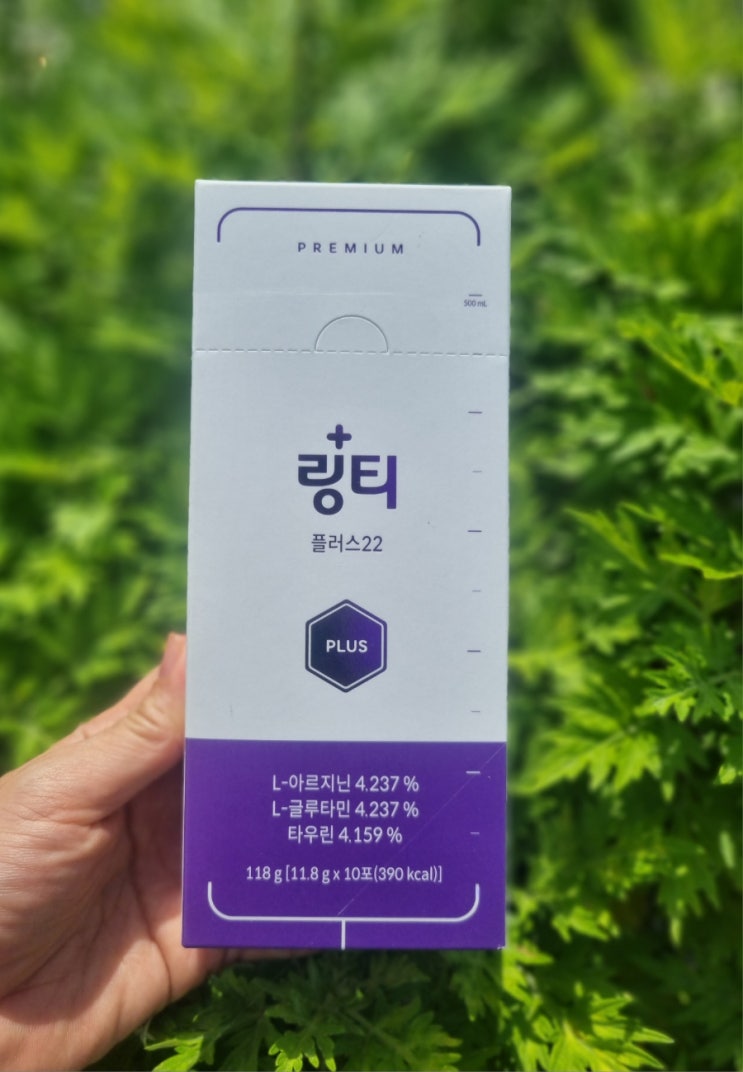 PREMIUM
500 mL
링티
플러스22
PLUS
L-아르지닌 4.237 %
L-글루타민 4.237 %
타우린 4.159 %
118 g [11.8 g x 10포(390 kcal)]